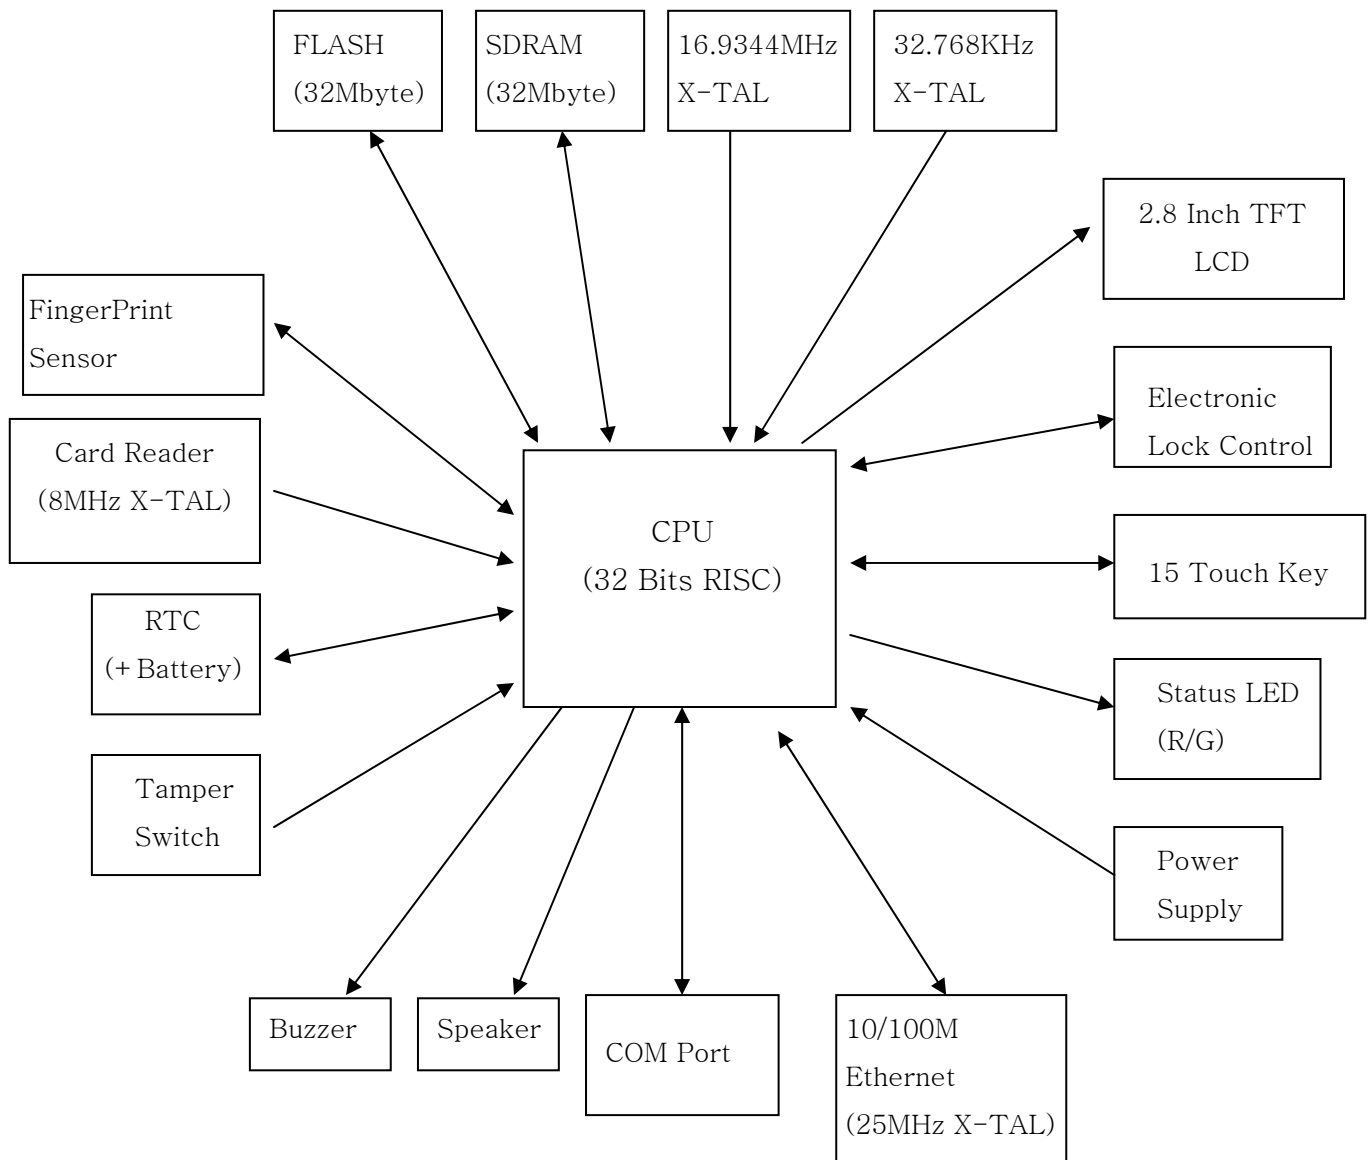 FLASH
(32Mbyte)
SDRAM
(32Mbyte)
16.9344MHz
X-TAL
32.768KHz
X-TAL
2.8 Inch TFT
LCD
FingerPrint
Sensor
Electronic
Lock Control
Card Reader
(8MHz X-TAL)
CPU
(32 Bits RISC)
15 Touch Key
RTC
(+ Battery)
Status LED
(R/G)
Tamper
Switch
Power
Supply
Buzzer
Speaker
COM Port
10/100M
Ethernet
(25MHz X-TAL)